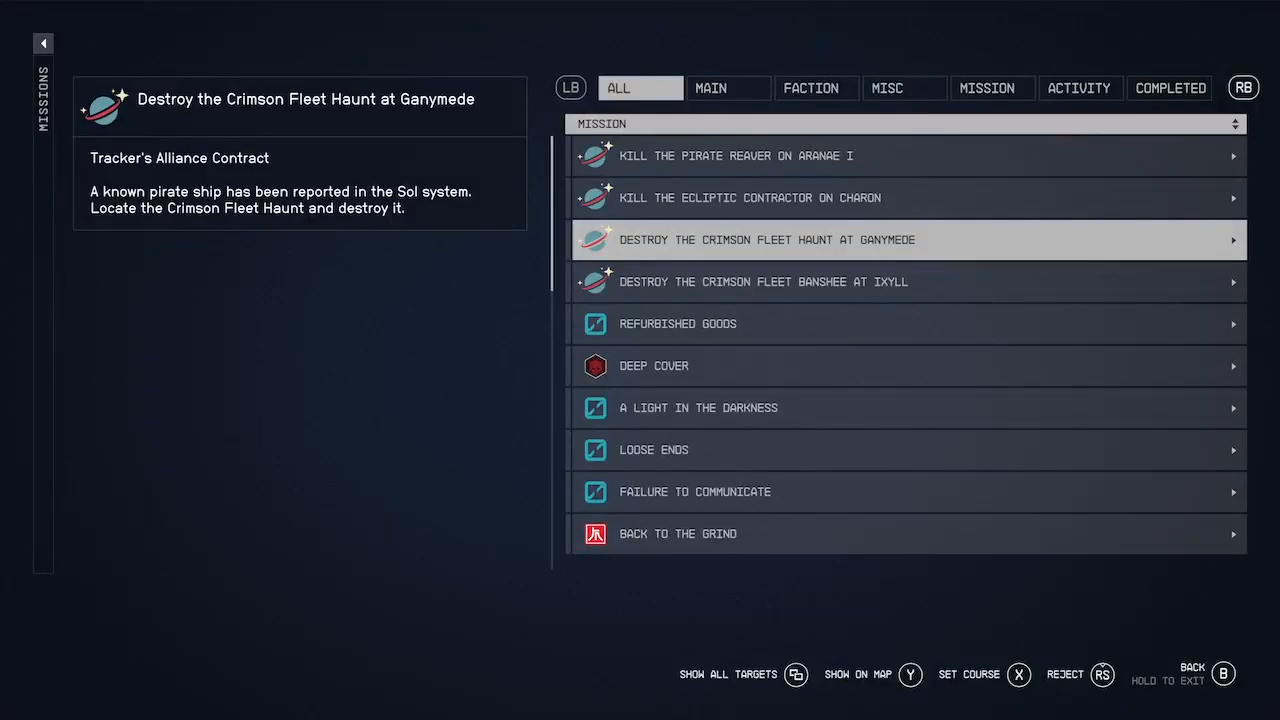 MISSIONS
Destroy the Crimson Fleet Haunt at Ganymede
Tracker's Alliance Contract
A known pirate ship has been reported in the Sol system.
Locate the Crimson Fleet Haunt and destroy it.
LB ALL MAIN FACTION MISC MISSION ACTIVITY COMPLETED RB
MISSION
KILL THE PIRATE REAVER ON ARANAE I
KILL THE ECLIPTIC CONTRACTOR ON CHARON
DESTROY THE CRIMSON FLEET HAUNT AT GANYMEDE
DESTROY THE CRIMSON FLEET BANSHEE AT IXYLL
REFURBISHED GOODS
DEEP COVER
A LIGHT IN THE DARKNESS
LOOSE ENDS
FAILURE TO COMMUNICATE
BACK TO THE GRIND
SHOW ALL TARGETS SHOW ON MAP Y SET COURSE X REJECT RS BACK B
HOLD TO EXIT